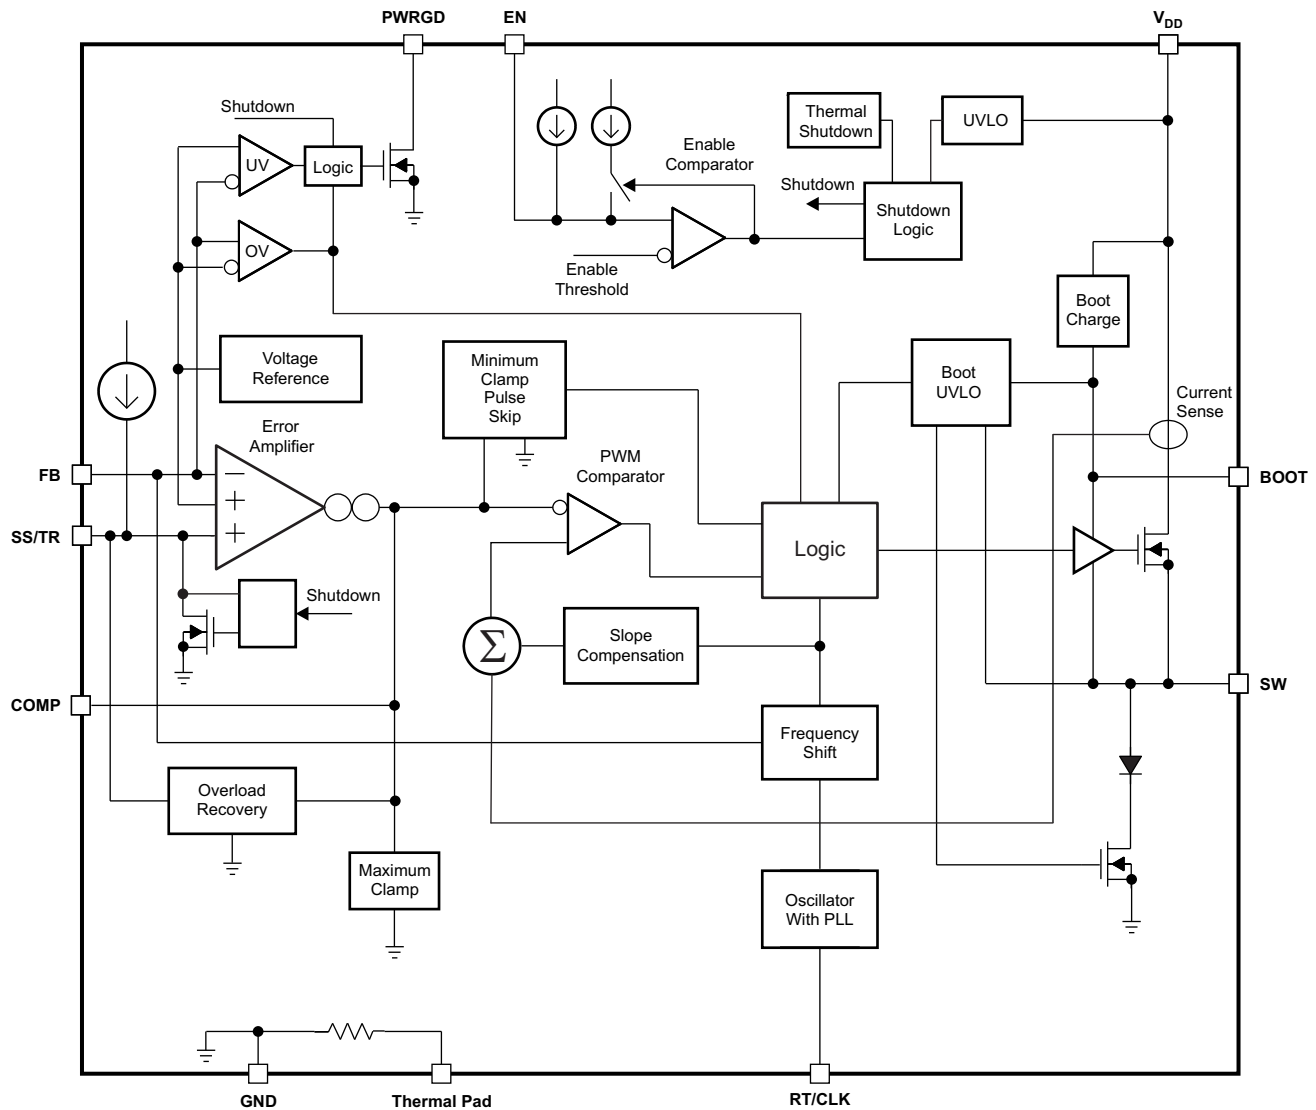 PWRGD
EN
VDD
Shutdown
UV
Logic
OV
Enable
Comparator
Enable
Threshold
Thermal
Shutdown
UVLO
Shutdown
Shutdown
Logic
Boot
Charge
Voltage
Reference
Minimum
Clamp
Pulse
Skip
Boot
UVLO
Current
Sense
Error
Amplifier
FB
−
+
+
SS/TR
PWM
Comparator
Logic
BOOT
Shutdown
Σ
Slope
Compensation
COMP
SW
Frequency
Shift
Overload
Recovery
Maximum
Clamp
Oscillator
With PLL
GND
Thermal Pad
RT/CLK